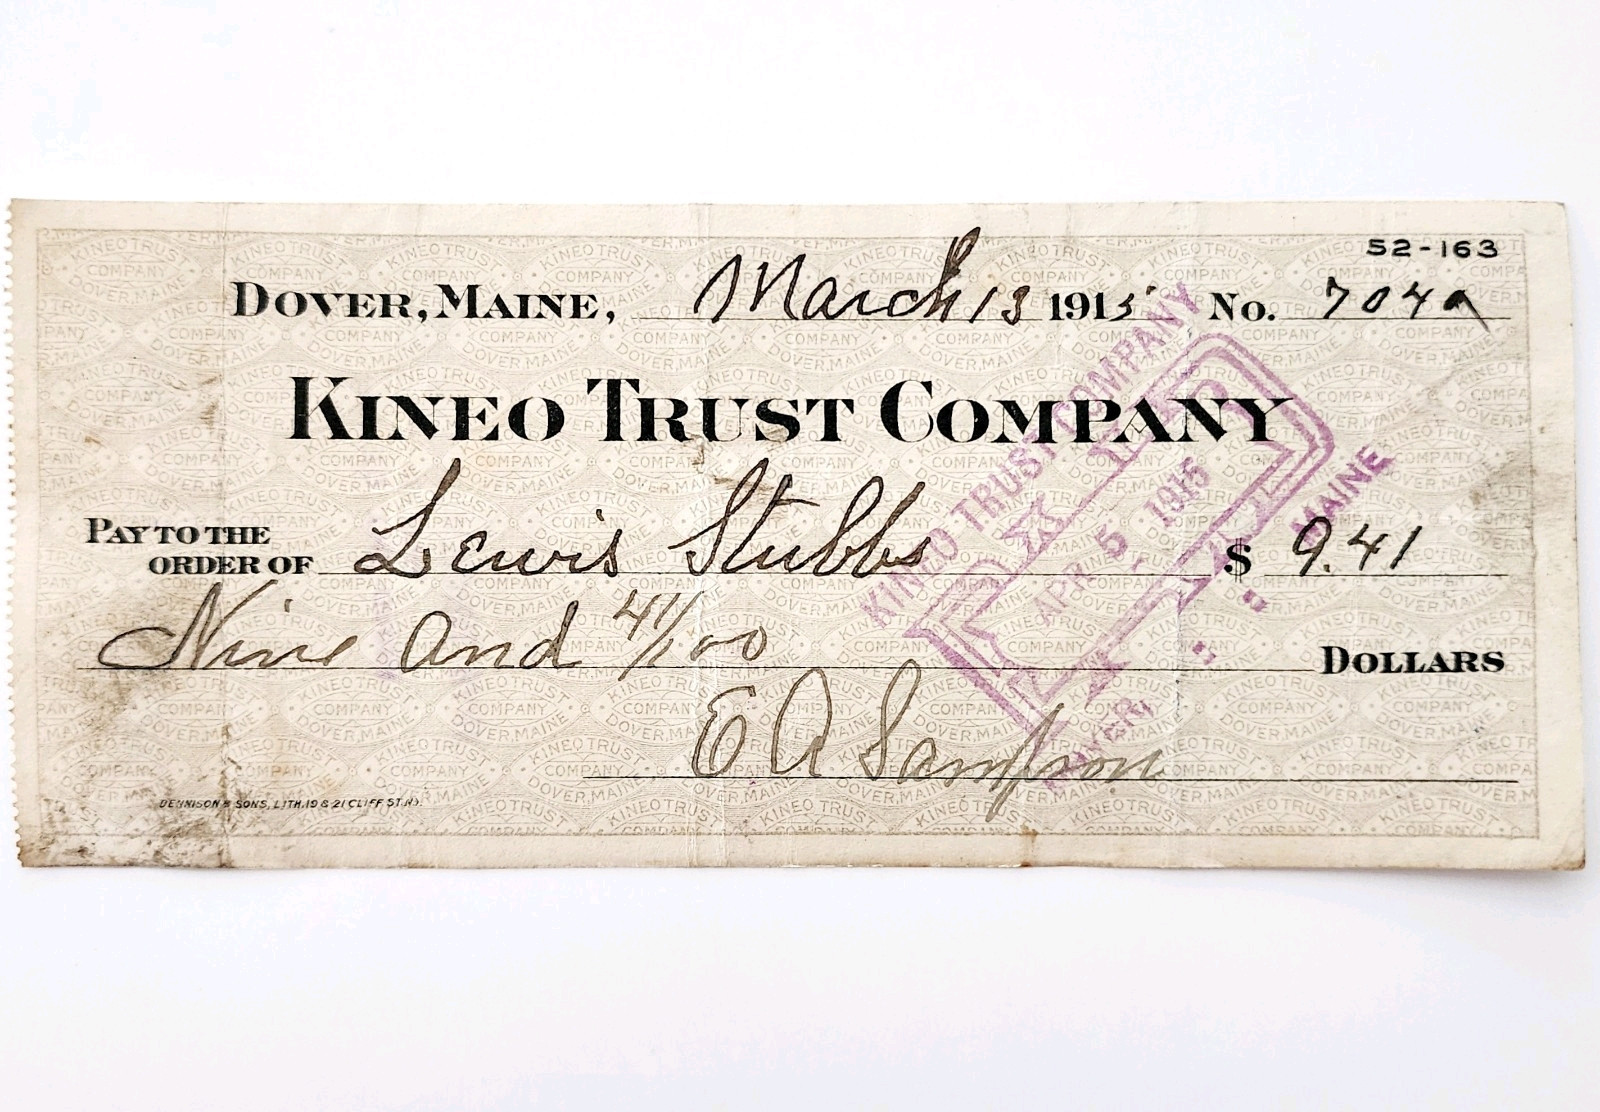 52-163
DOVER, MAINE, March 13 1915 No. 7049
KINEO TRUST COMPANY
PAY TO THE
ORDER OF Lewis Stubbs $ 9.41
Nine and 41/100 DOLLARS
E A Sampson
DENNISON & SONS, LITH. 19 & 21 CLIFF ST. N.Y.
KINEO TRUST COMPANY
PAID
APR 5 1915
DOVER, MAINE